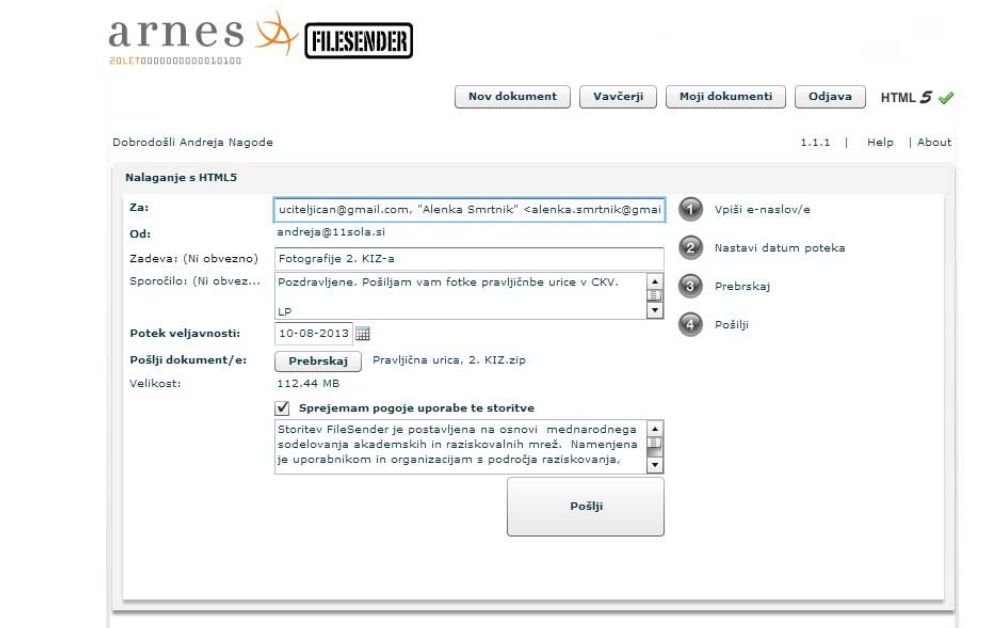 arnes FILESENDER
20LET0000000000010100
Nov dokument Vavčerji Moji dokumenti Odjava HTML 5
Dobrodošli Andreja Nagode 1.1.1 | Help | About
Nalaganje s HTML5
Za: uciteljican@gmail.com, "Alenka Smrtnik" <alenka.smrtnik@gmai
1 Vpiši e-naslov/e
Od: andreja@11sola.si
2 Nastavi datum poteka
Zadeva: (Ni obvezno) Fotografije 2. KIZ-a
Sporočilo: (Ni obvez... Pozdravljene. Pošiljam vam fotke pravljičnbe urice v CKV.
3 Prebrskaj
LP
4 Pošilji
Potek veljavnosti: 10-08-2013
Pošlji dokument/e: Prebrskaj Pravljična urica, 2. KIZ.zip
Velikost: 112.44 MB
Sprejemam pogoje uporabe te storitve
Storitev FileSender je postavljena na osnovi mednarodnega
sodelovanja akademskih in raziskovalnih mrež. Namenjena
je uporabnikom in organizacijam s področja raziskovanja,
Pošlji